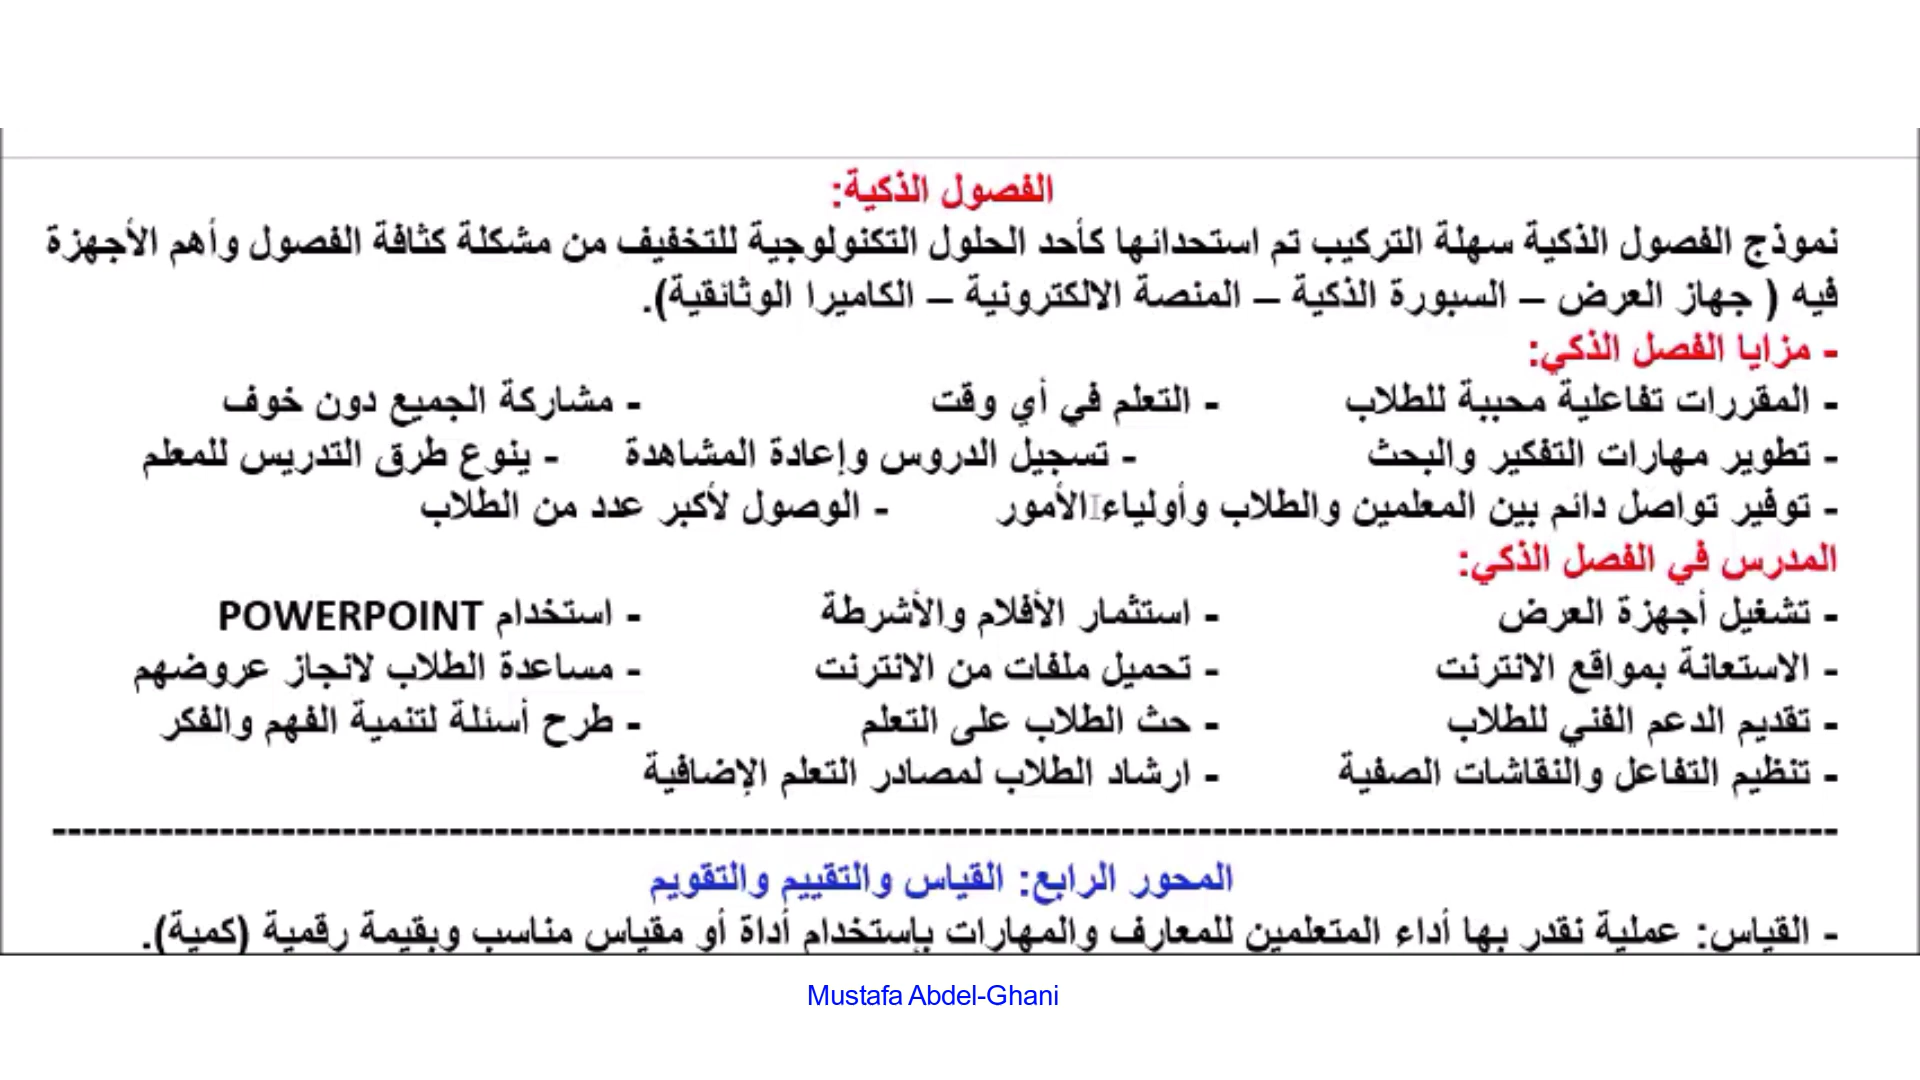 الفصول الذكية:
نموذج الفصول الذكية سهلة التركيب تم استحداثها كأحد الحلول التكنولوجية للتخفيف من مشكلة كثافة الفصول وأهم الأجهزة
فيه ( جهاز العرض – السبورة الذكية – المنصة الالكترونية – الكاميرا الوثائقية).
- مزايا الفصل الذكي:
- المقررات تفاعلية محببة للطلاب - التعلم في أي وقت - مشاركة الجميع دون خوف
- تطوير مهارات التفكير والبحث - تسجيل الدروس وإعادة المشاهدة - ينوع طرق التدريس للمعلم
- توفير تواصل دائم بين المعلمين والطلاب وأولياء الأمور - الوصول لأكبر عدد من الطلاب
المدرس في الفصل الذكي:
- تشغيل أجهزة العرض - استثمار الأفلام والأشرطة - استخدام POWERPOINT
- الاستعانة بمواقع الانترنت - تحميل ملفات من الانترنت - مساعدة الطلاب لانجاز عروضهم
- تقديم الدعم الفني للطلاب - حث الطلاب على التعلم - طرح أسئلة لتنمية الفهم والفكر
- تنظيم التفاعل والنقاشات الصفية - ارشاد الطلاب لمصادر التعلم الإضافية
المحور الرابع: القياس والتقييم والتقويم
- القياس: عملية نقدر بها أداء المتعلمين للمعارف والمهارات بإستخدام أداة أو مقياس مناسب وبقيمة رقمية (كمية).
Mustafa Abdel-Ghani